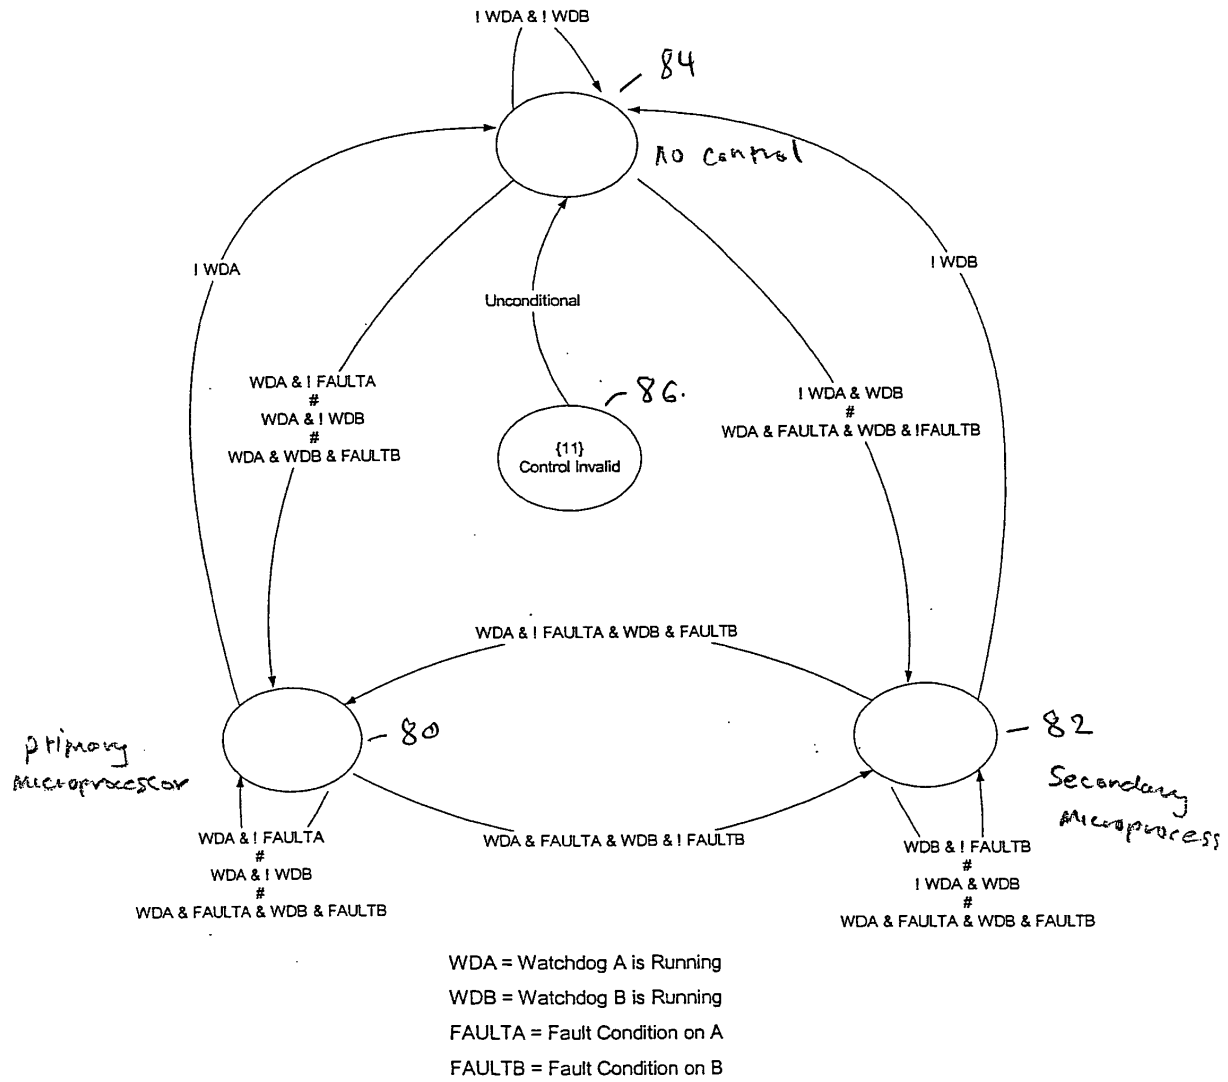 ! WDA & ! WDB
84
no control
! WDA
! WDB
Unconditional
WDA & ! FAULTA
#
WDA & ! WDB
#
WDA & WDB & FAULTB
86.
{11}
Control Invalid
! WDA & WDB
#
WDA & FAULTA & WDB & !FAULTB
WDA & ! FAULTA & WDB & FAULTB
80
82
primary
microprocessor
Secondary
Microprocess
WDA & ! FAULTA
#
WDA & ! WDB
#
WDA & FAULTA & WDB & FAULTB
WDA & FAULTA & WDB & ! FAULTB
WDB & ! FAULTB
#
! WDA & WDB
#
WDA & FAULTA & WDB & FAULTB
WDA = Watchdog A is Running
WDB = Watchdog B is Running
FAULTA = Fault Condition on A
FAULTB = Fault Condition on B